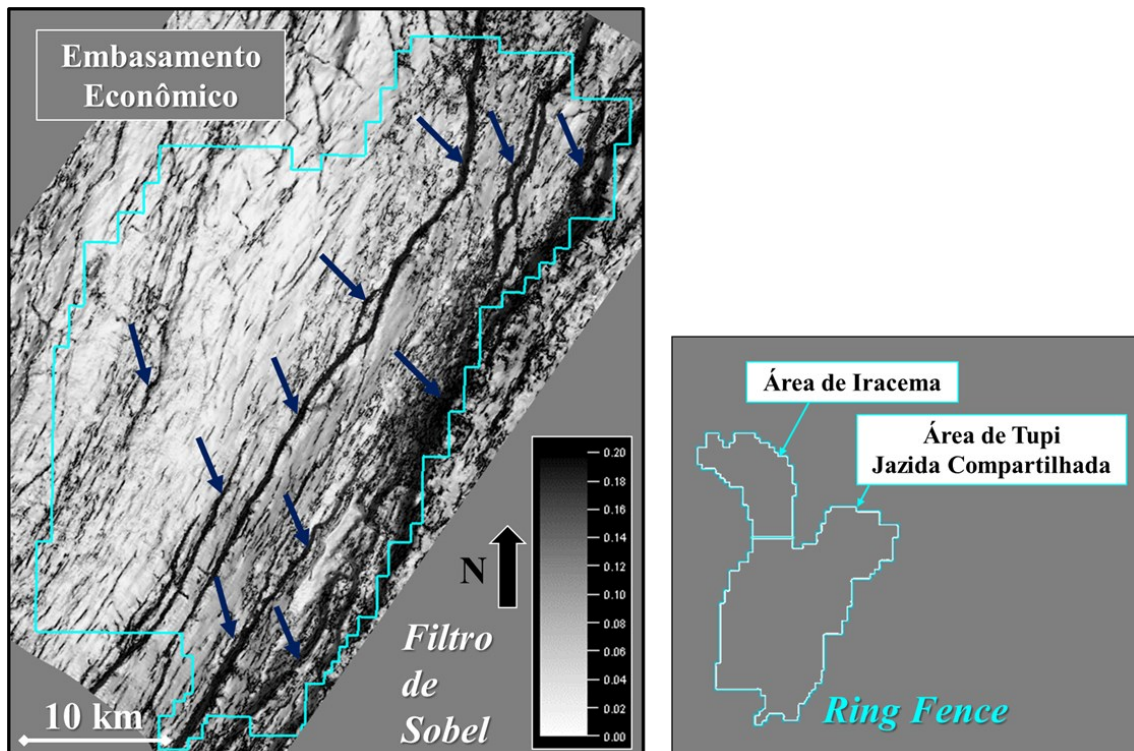 Embasamento
Econômico
0.20
0.18
0.16
0.14
0.12
0.10
0.08
0.06
0.04
0.02
0.00
N
Filtro
de
Sobel
10 km
Área de Iracema
Área de Tupi
Jazida Compartilhada
Ring Fence